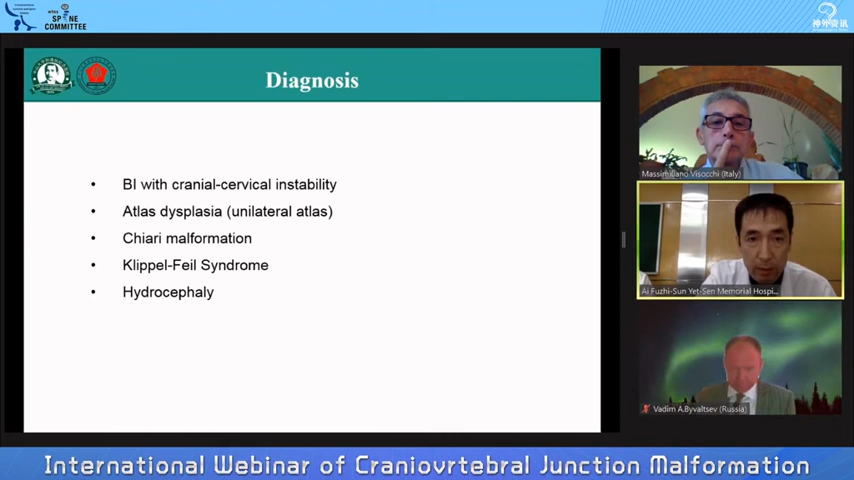 wfns
SPINE
COMMITTEE
神外资讯
Diagnosis
• BI with cranial-cervical instability
• Atlas dysplasia (unilateral atlas)
• Chiari malformation
• Klippel-Feil Syndrome
• Hydrocephaly
Massimiliano Visocchi (Italy)
Ai Fuzhi-Sun Yet-Sen Memorial Hospi...
Vadim A.Byvaltsev (Russia)
International Webinar of Craniovrtebral Junction Malformation